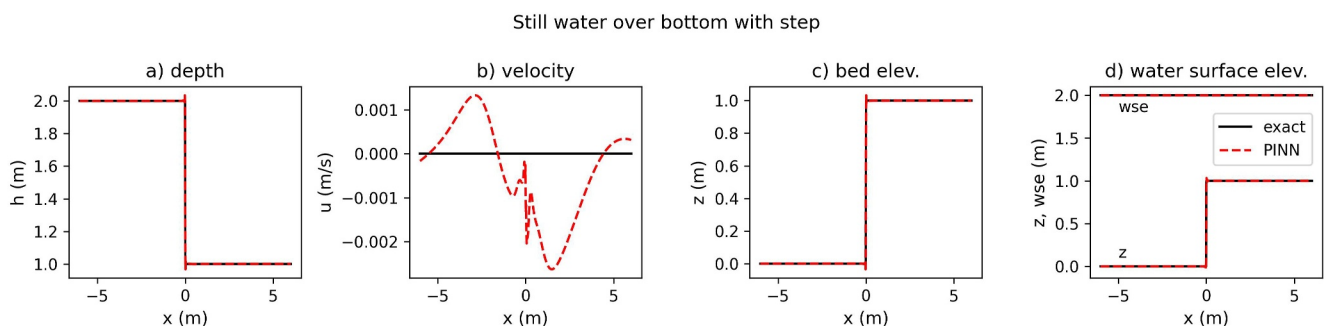 Still water over bottom with step
a) depth
h (m)
2.0
1.8
1.6
1.4
1.2
1.0
−5
0
5
x (m)
b) velocity
u (m/s)
0.001
0.000
−0.001
−0.002
−5
0
5
x (m)
c) bed elev.
z (m)
1.0
0.8
0.6
0.4
0.2
0.0
−5
0
5
x (m)
d) water surface elev.
z, wse (m)
2.0
1.5
1.0
0.5
0.0
wse
exact
PINN
z
−5
0
5
x (m)